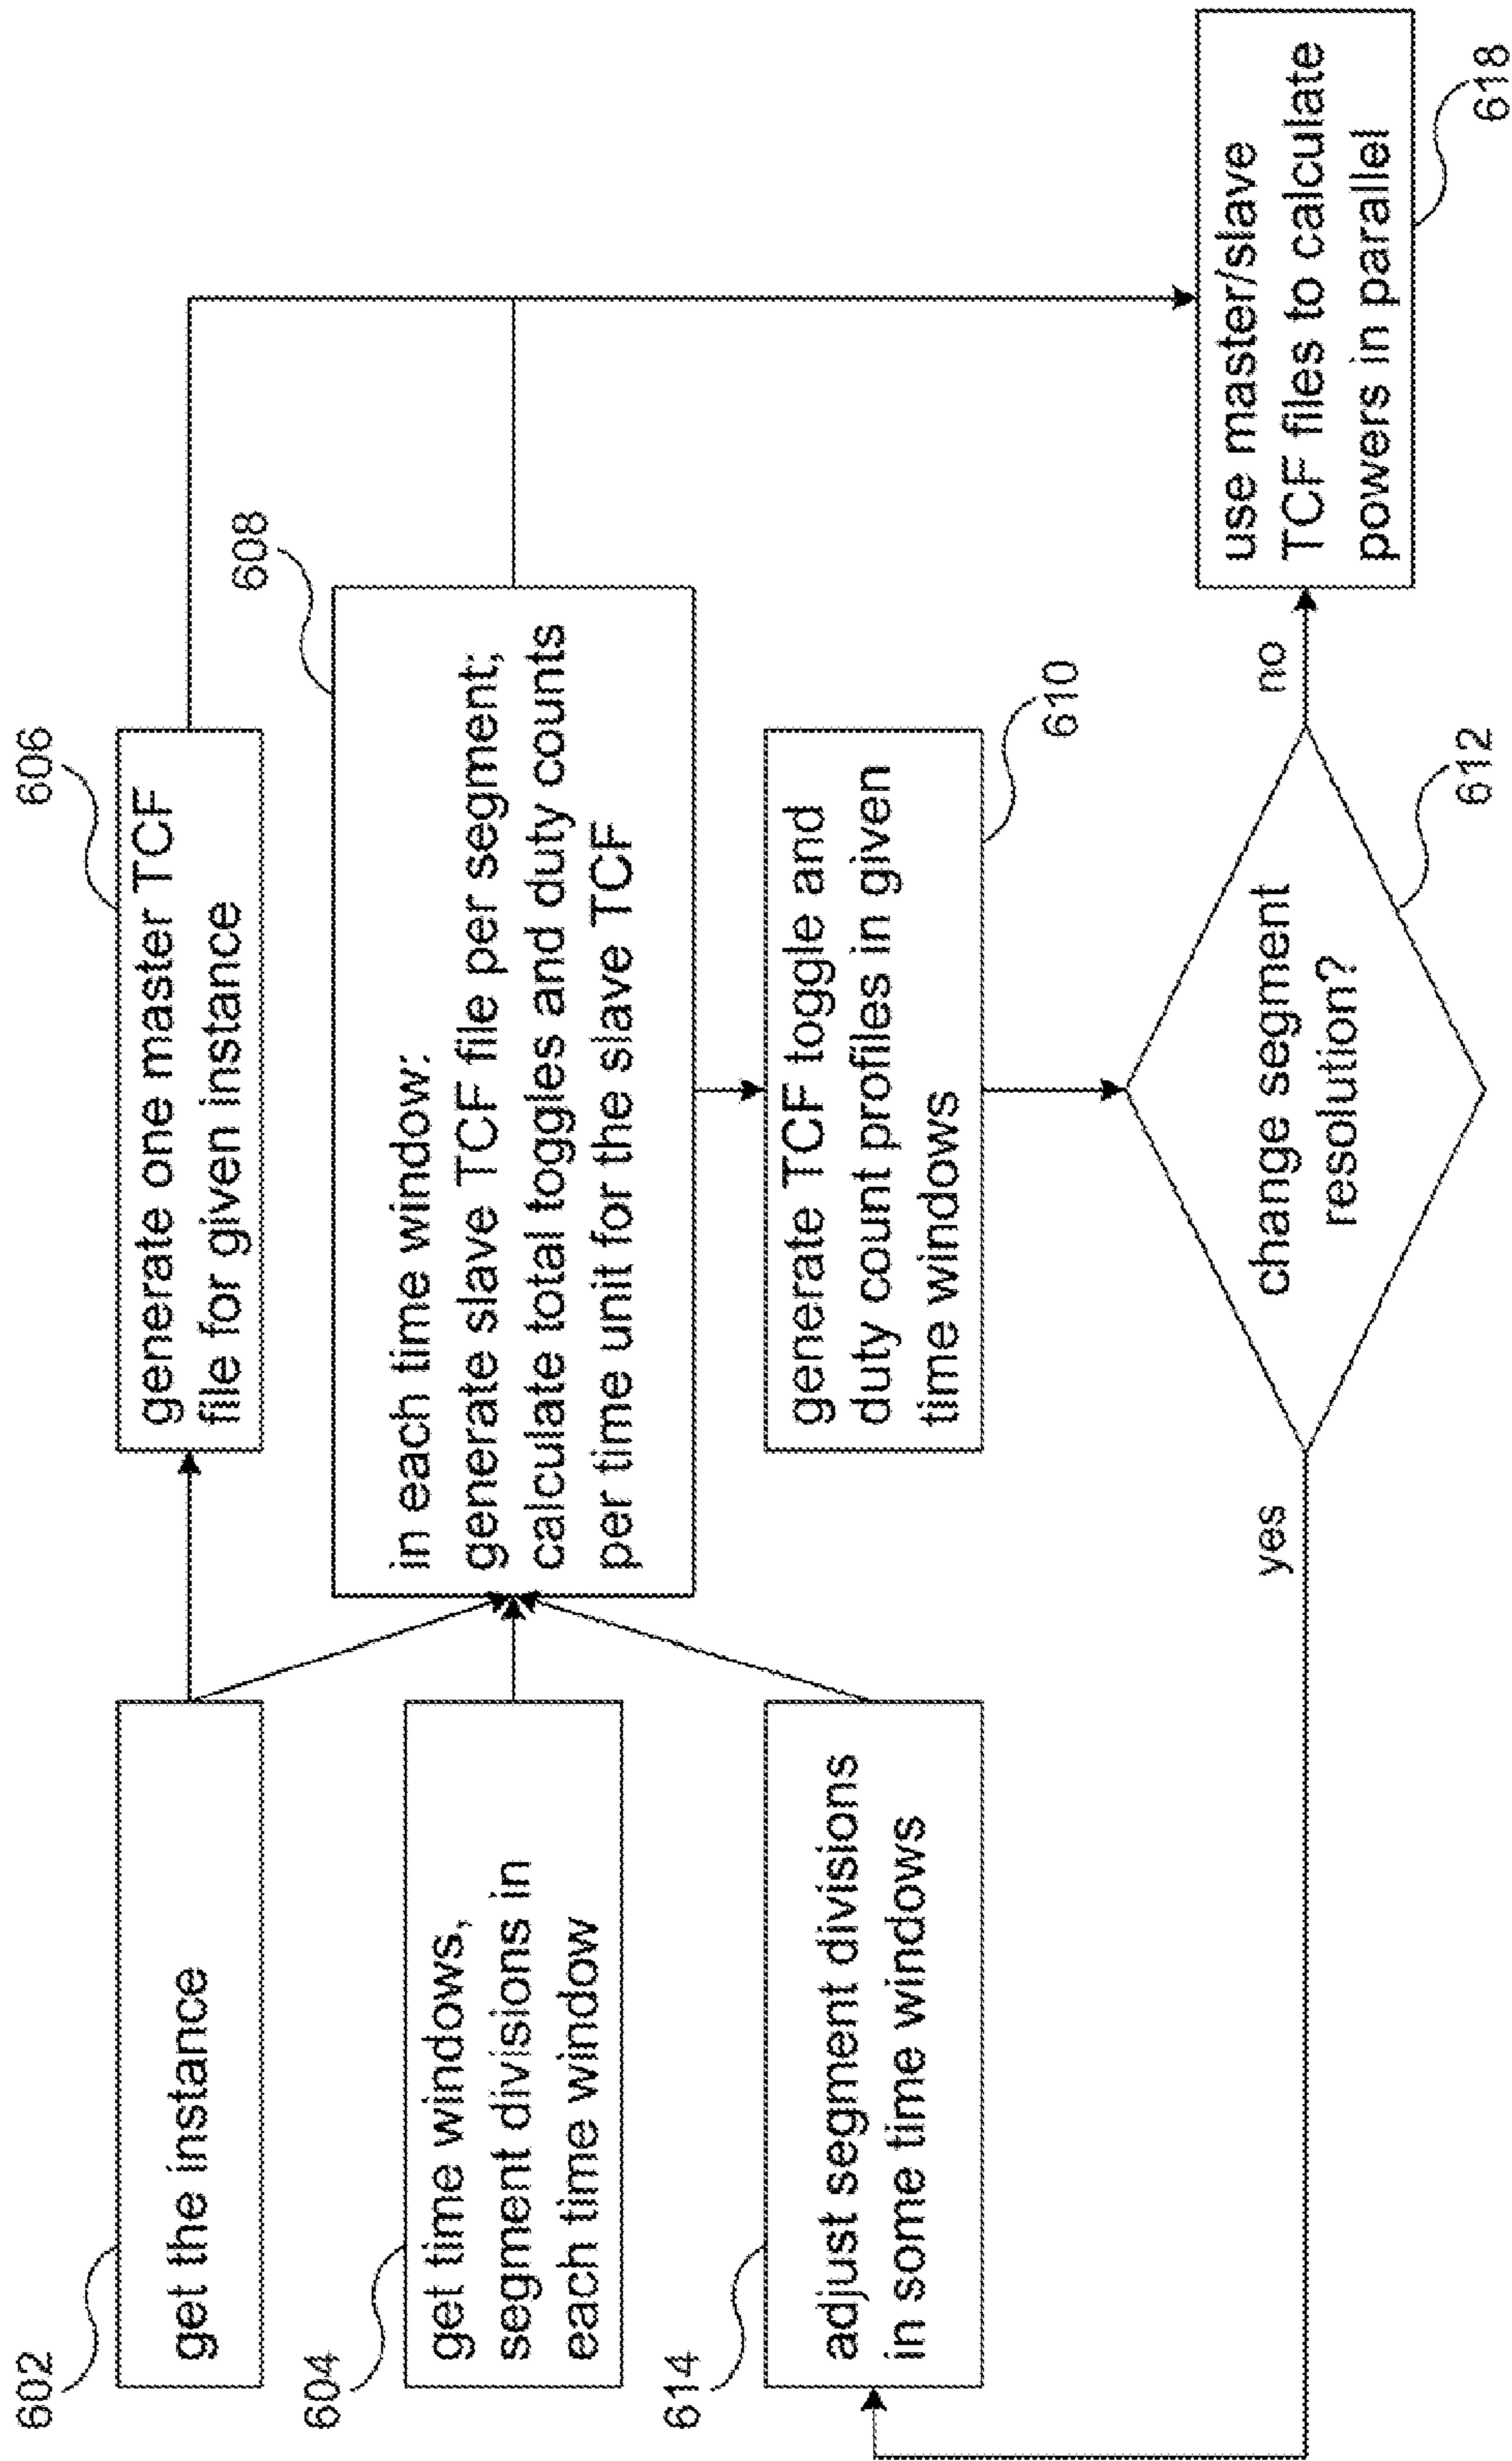 602
get the instance
606
generate one master TCF
file for given instance
604
get time windows,
segment divisions in
each time window
608
in each time window:
generate slave TCF file per segment;
calculate total toggles and duty counts
per time unit for the slave TCF
614
adjust segment divisions
in some time windows
generate TCF toggle and
duty count profiles in given
time windows
610
yes
change segment
resolution?
612
no
use master/slave
TCF files to calculate
powers in parallel
618